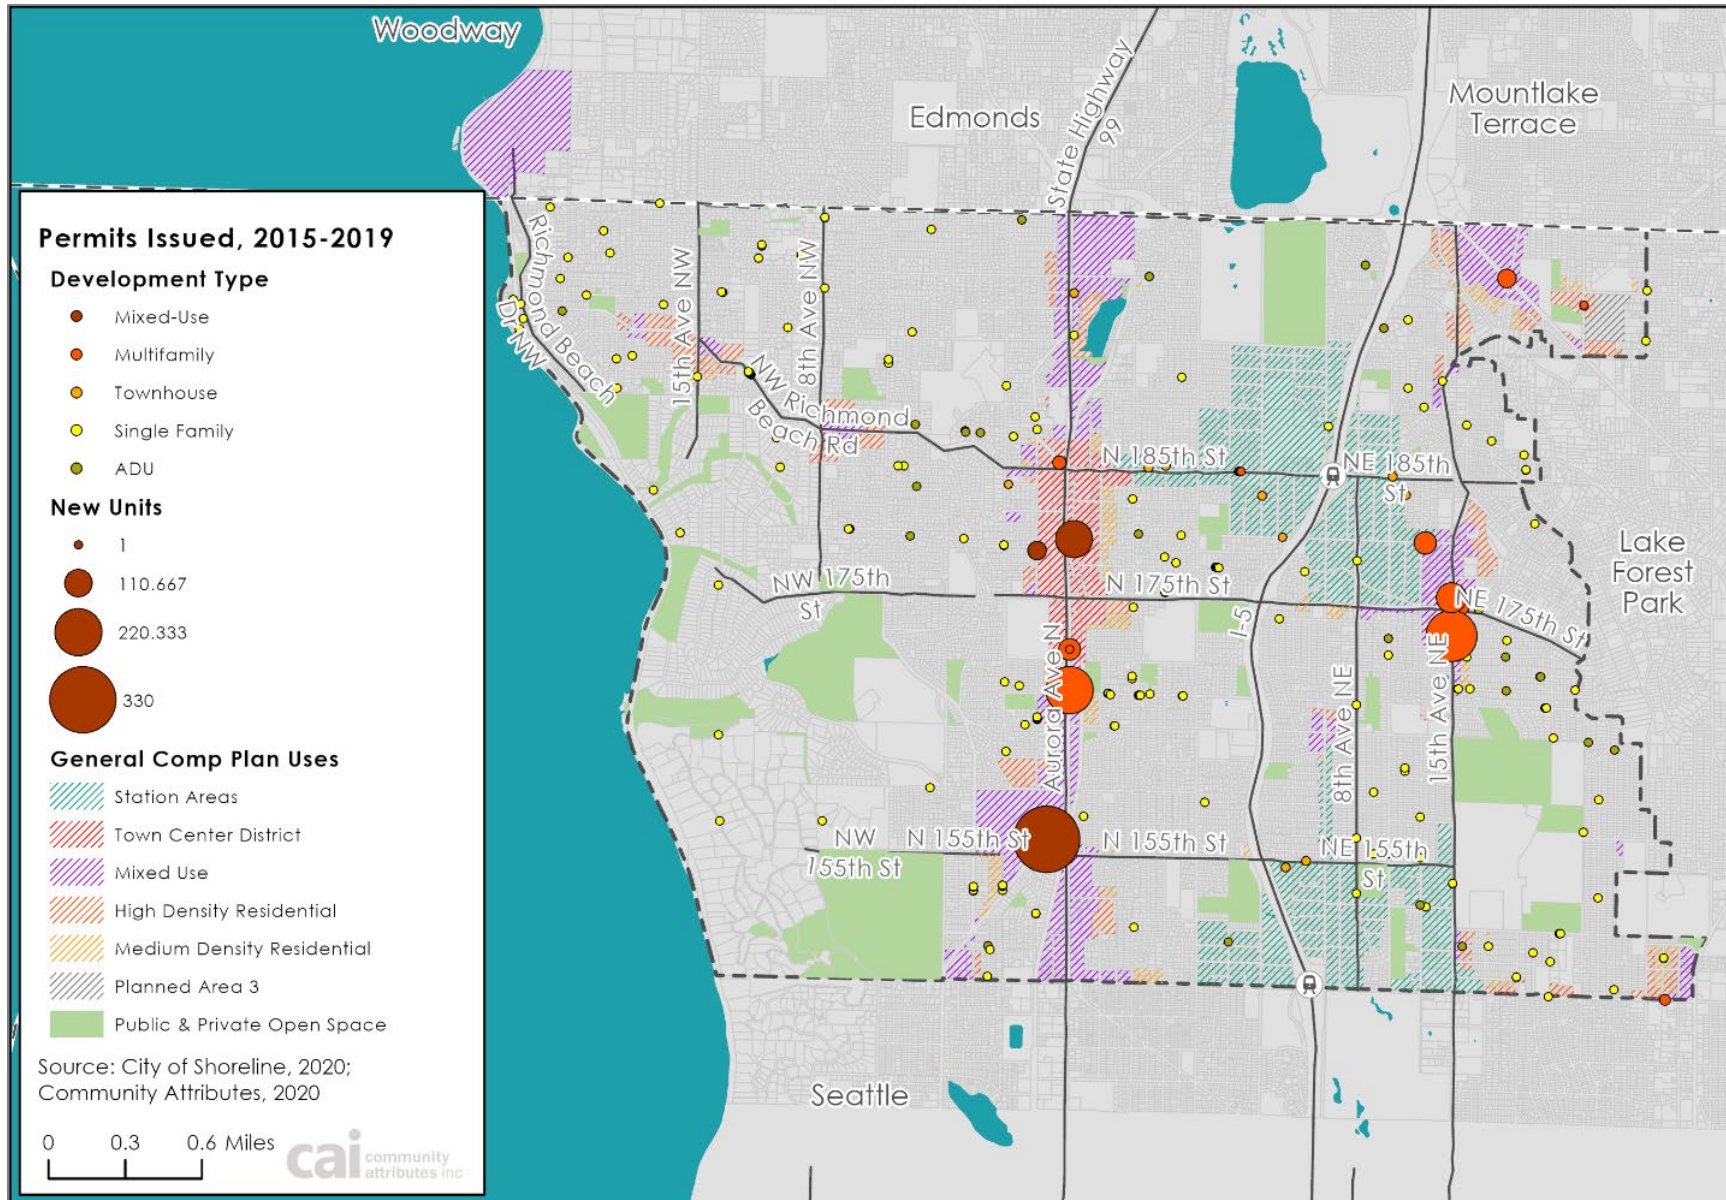 Woodway
Edmonds
State Highway
99
Mountlake
Terrace
Permits Issued, 2015-2019
Development Type
Mixed-Use
Multifamily
Townhouse
Single Family
ADU
New Units
1
110.667
220.333
330
General Comp Plan Uses
Station Areas
Town Center District
Mixed Use
High Density Residential
Medium Density Residential
Planned Area 3
Public & Private Open Space
Source: City of Shoreline, 2020;
Community Attributes, 2020
0 0.3 0.6 Miles
cai community
attributes inc
Richmond Beach
Dr NW
15th Ave NW
8th Ave NW
NW Richmond
Beach Rd
N 185th St
NE 185th
St
NW 175th
St
N 175th St
NE 175th St
I-5
Aurora Ave N
8th Ave NE
15th Ave NE
Lake
Forest
Park
NW
155th St
N 155th St
N 155th St
NE 155th
St
Seattle